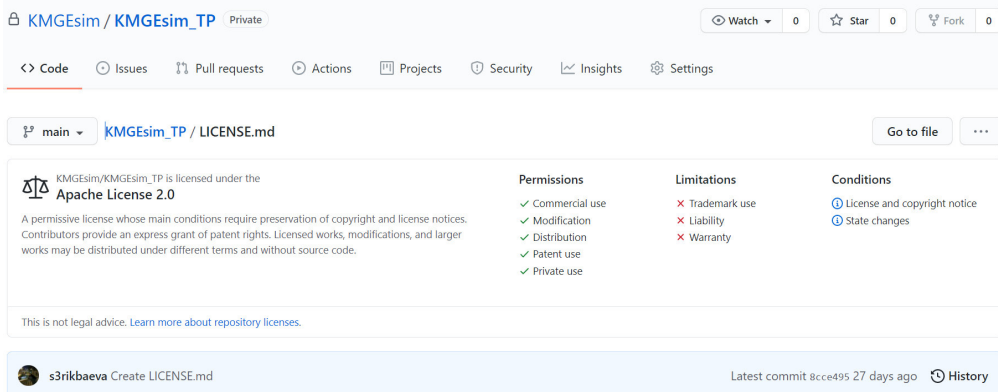 KMGEsim / KMGEsim_TP Private Watch 0 Star 0 Fork 0
Code Issues Pull requests Actions Projects Security Insights Settings
main KMGEsim_TP / LICENSE.md Go to file ...
KMGEsim/KMGEsim_TP is licensed under the
Apache License 2.0
A permissive license whose main conditions require preservation of copyright and license notices.
Contributors provide an express grant of patent rights. Licensed works, modifications, and larger
works may be distributed under different terms and without source code.
Permissions
Commercial use
Modification
Distribution
Patent use
Private use
Limitations
Trademark use
Liability
Warranty
Conditions
License and copyright notice
State changes
This is not legal advice. Learn more about repository licenses.
s3rikbaeva Create LICENSE.md Latest commit 8cce495 27 days ago History